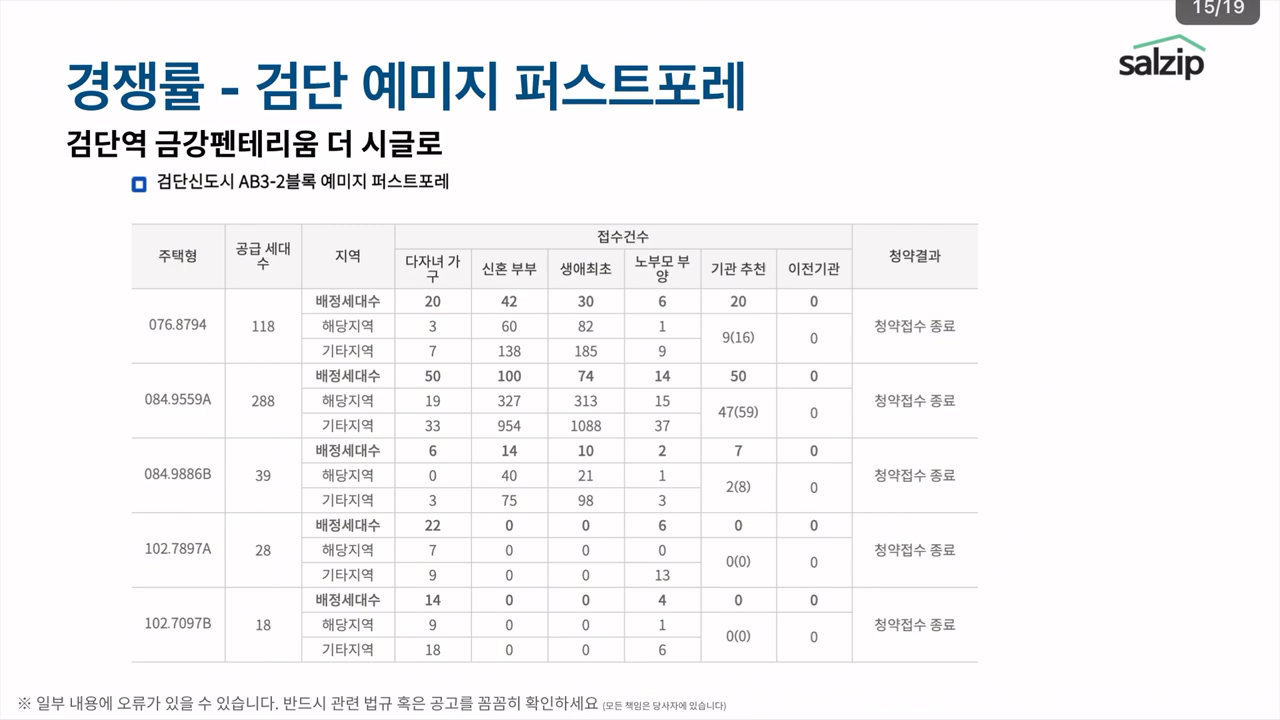 15/19
salzip
경쟁률 - 검단 예미지 퍼스트포레
검단역 금강펜테리움 더 시글로
검단신도시 AB3-2블록 예미지 퍼스트포레
주택형 공급 세대수 지역 접수건수 청약결과
다자녀 가구 신혼 부부 생애최초 노부모 부양 기관 추천 이전기관
076.8794 118 배정세대수 20 42 30 6 20 0 청약접수 종료
해당지역 3 60 82 1 9(16) 0
기타지역 7 138 185 9
084.9559A 288 배정세대수 50 100 74 14 50 0 청약접수 종료
해당지역 19 327 313 15 47(59) 0
기타지역 33 954 1088 37
084.9886B 39 배정세대수 6 14 10 2 7 0 청약접수 종료
해당지역 0 40 21 1 2(8) 0
기타지역 3 75 98 3
102.7897A 28 배정세대수 22 0 0 6 0 0 청약접수 종료
해당지역 7 0 0 0 0(0) 0
기타지역 9 0 0 13
102.7097B 18 배정세대수 14 0 0 4 0 0 청약접수 종료
해당지역 9 0 0 1 0(0) 0
기타지역 18 0 0 6
※ 일부 내용에 오류가 있을 수 있습니다. 반드시 관련 법규 혹은 공고를 꼼꼼히 확인하세요 (모든 책임은 당사자에 있습니다)